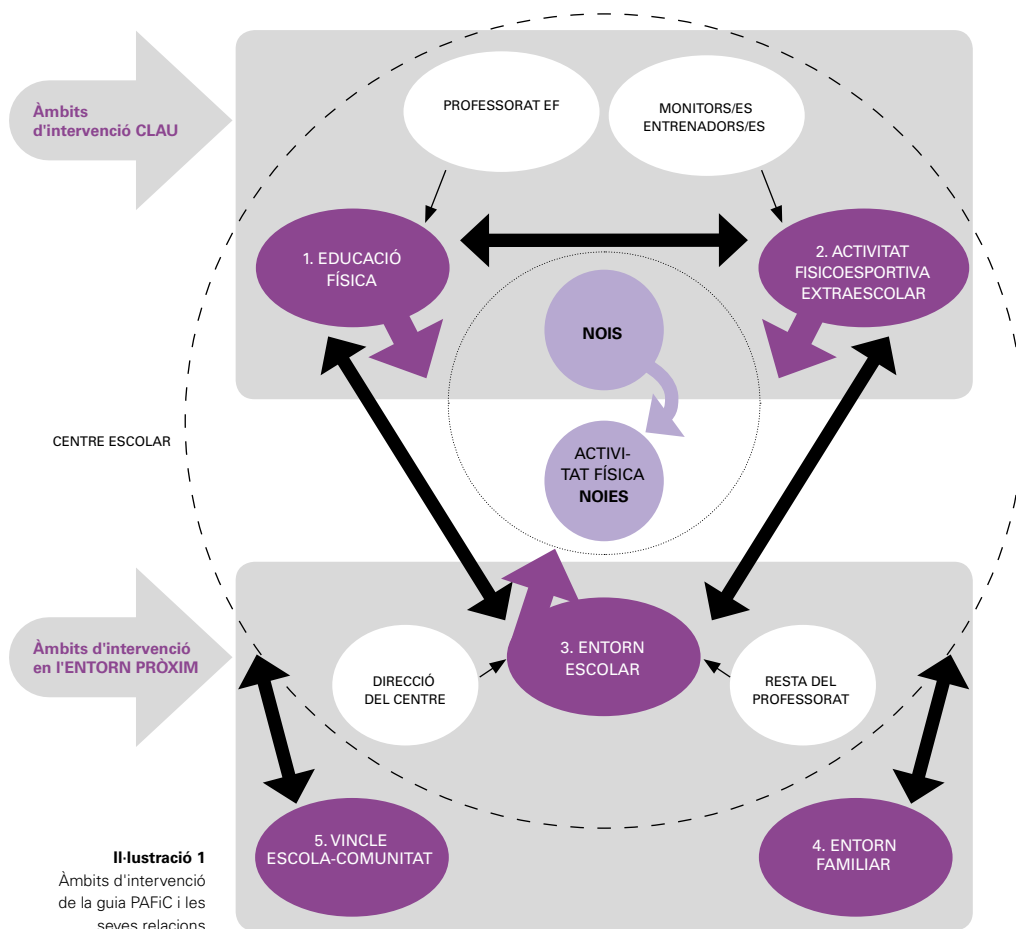 Àmbits
d'intervenció CLAU
PROFESSORAT EF
MONITORS/ES
ENTRENADORS/ES
1. EDUCACIÓ
FÍSICA
2. ACTIVITAT
FISICOESPORTIVA
EXTRAESCOLAR
NOIS
CENTRE ESCOLAR
ACTIVI-
TAT FÍSICA
NOIES
Àmbits d'intervenció
en l'ENTORN PRÒXIM
3. ENTORN
ESCOLAR
DIRECCIÓ
DEL CENTRE
RESTA DEL
PROFESSORAT
5. VINCLE
ESCOLA-COMUNITAT
4. ENTORN
FAMILIAR
Il·lustració 1
Àmbits d'intervenció
de la guia PAFiC i les
seves relacions